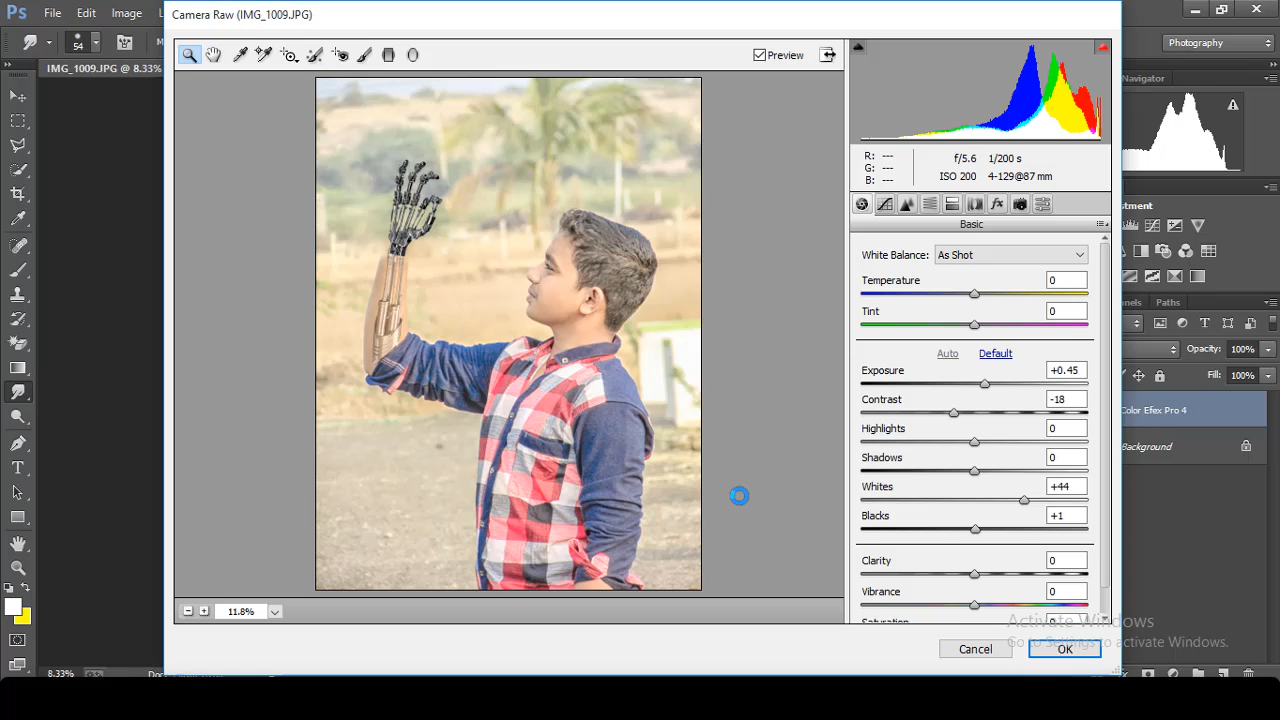 Camera Raw (IMG_1009.JPG)
Ps File Edit Image
54
Photography
IMG_1009.JPG @ 8.33%
Preview
Navigator
R: ---
G: ---
B: ---
f/5.6 1/200 s
ISO 200 4-129@87 mm
Basic
White Balance: As Shot
Temperature 0
Tint 0
Auto Default
Exposure +0.45
Contrast -18
Highlights 0
Shadows 0
Whites +44
Blacks +1
Clarity 0
Vibrance 0
Saturation
Paths
Opacity: 100%
Fill: 100%
Color Efex Pro 4
Background
11.8%
Activate Windows
Go to Settings to activate Windows.
Cancel OK
8.33%